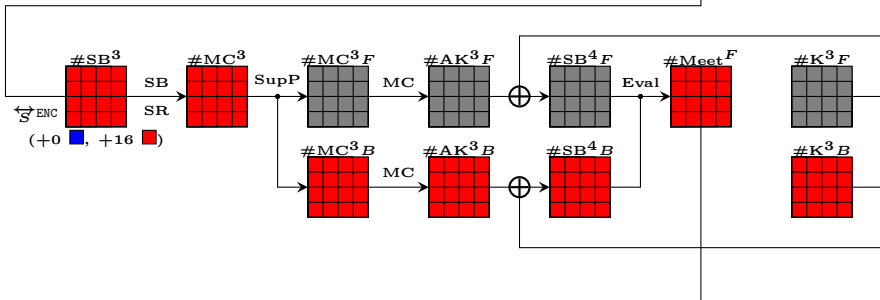 #SB³ #MC³ #MC³F #AK³F #SB⁴F #Meetᶠ #K³F
SB SupP MC Eval
S⃡ ᴱᴺᶜ SR
(+0 , +16 )
#MC³B #AK³B #SB⁴B #K³B
MC